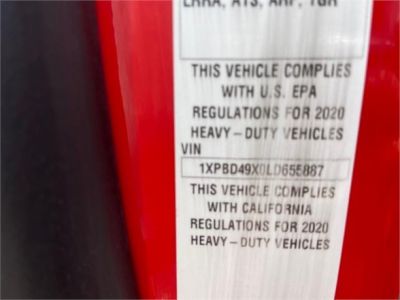 THIS VEHICLE COMPLIES
WITH U.S. EPA
REGULATIONS FOR 2020
HEAVY-DUTY VEHICLES
VIN
1XPBD49X0LD655887
THIS VEHICLE COMPLIES
WITH CALIFORNIA
REGULATIONS FOR 2020
HEAVY-DUTY VEHICLES